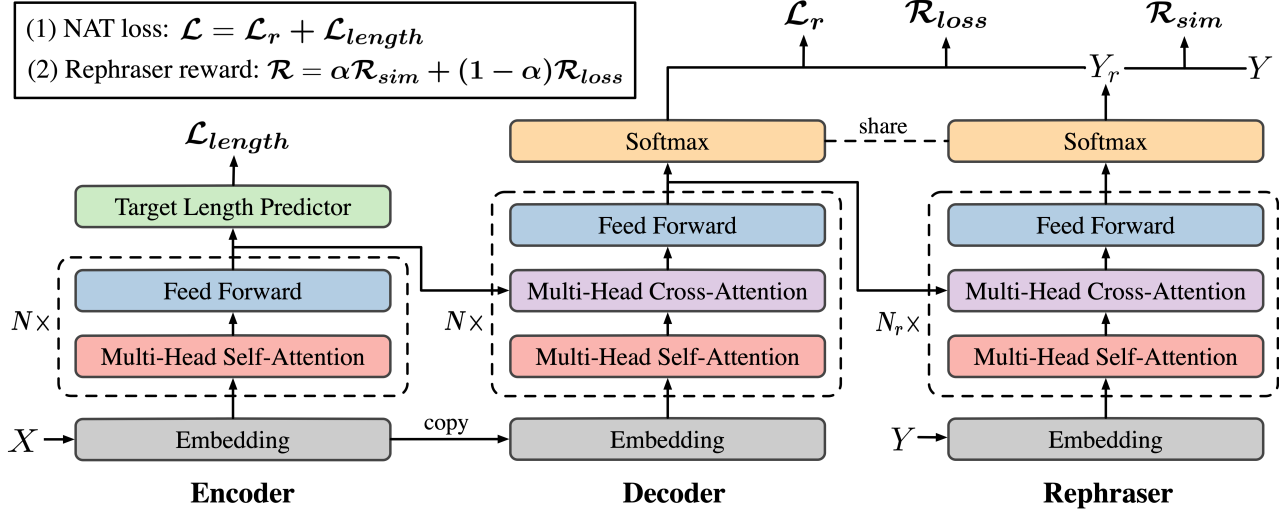 (1) NAT loss: 𝓛 = 𝓛_r + 𝓛_length
(2) Rephraser reward: 𝓡 = α𝓡_sim + (1 − α)𝓡_loss
𝓛_r 𝓡_loss 𝓡_sim
Y_r Y
𝓛_length
Softmax share Softmax
Target Length Predictor
Feed Forward Feed Forward
Feed Forward Multi-Head Cross-Attention Multi-Head Cross-Attention
N× N× N_r×
Multi-Head Self-Attention Multi-Head Self-Attention Multi-Head Self-Attention
X Embedding copy Embedding Y Embedding
Encoder Decoder Rephraser